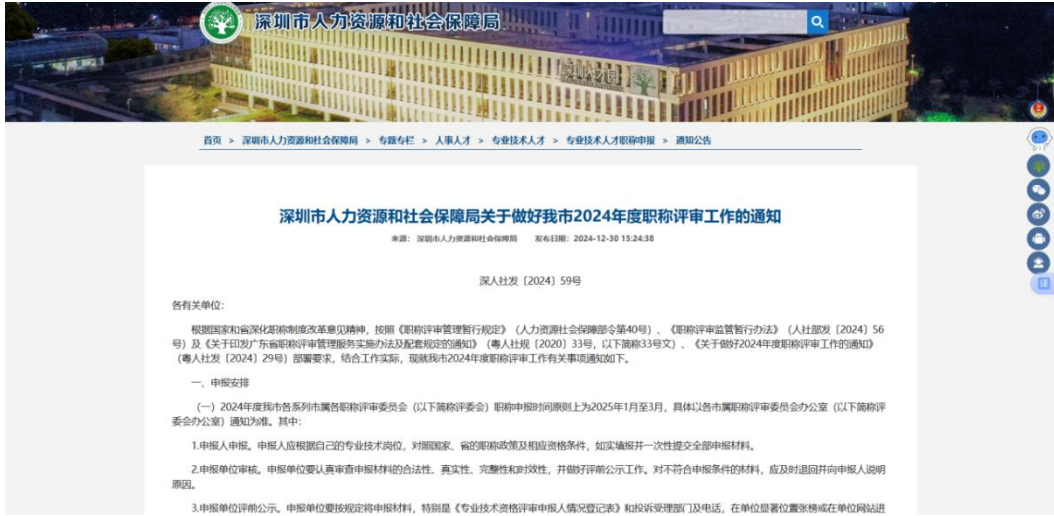 深圳市人力资源和社会保障局
深圳人才园
首页 > 深圳市人力资源和社会保障局 > 专题专栏 > 人事人才 > 专业技术人才 > 专业技术人才职称申报 > 通知公告
深圳市人力资源和社会保障局关于做好我市2024年度职称评审工作的通知
来源： 深圳市人力资源和社会保障局 发布日期：2024-12-30 15:24:38
深人社发〔2024〕59号
各有关单位：
根据国家和省深化职称制度改革意见精神，按照《职称评审管理暂行规定》（人力资源社会保障部令第40号）、《职称评审监管暂行办法》（人社部发〔2024〕56
号）及《关于印发广东省职称评审管理服务实施办法及配套规定的通知》（粤人社规〔2020〕33号，以下简称33号文）、《关于做好2024年度职称评审工作的通知》
（粤人社发〔2024〕29号）部署要求，结合工作实际，现就我市2024年度职称评审工作有关事项通知如下。
一、申报安排
（一）2024年度我市各系列市属各职称评审委员会（以下简称评委会）职称申报时间原则上为2025年1月至3月，具体以各市属职称评审委员会办公室（以下简称评
委会办公室）通知为准。其中：
1.申报人申报。申报人应根据自己的专业技术岗位，对照国家、省的职称政策及相应资格条件，如实填报并一次性提交全部申报材料。
2.申报单位审核。申报单位要认真审查申报材料的合法性、真实性、完整性和时效性，并做好评前公示工作。对不符合申报条件的材料，应及时退回并向申报人说明
原因。
3.申报单位评前公示。申报单位要按规定将申报材料，特别是《专业技术资格评审申报人情况登记表》和投诉受理部门及电话，在单位显著位置张榜或在单位网站进
译